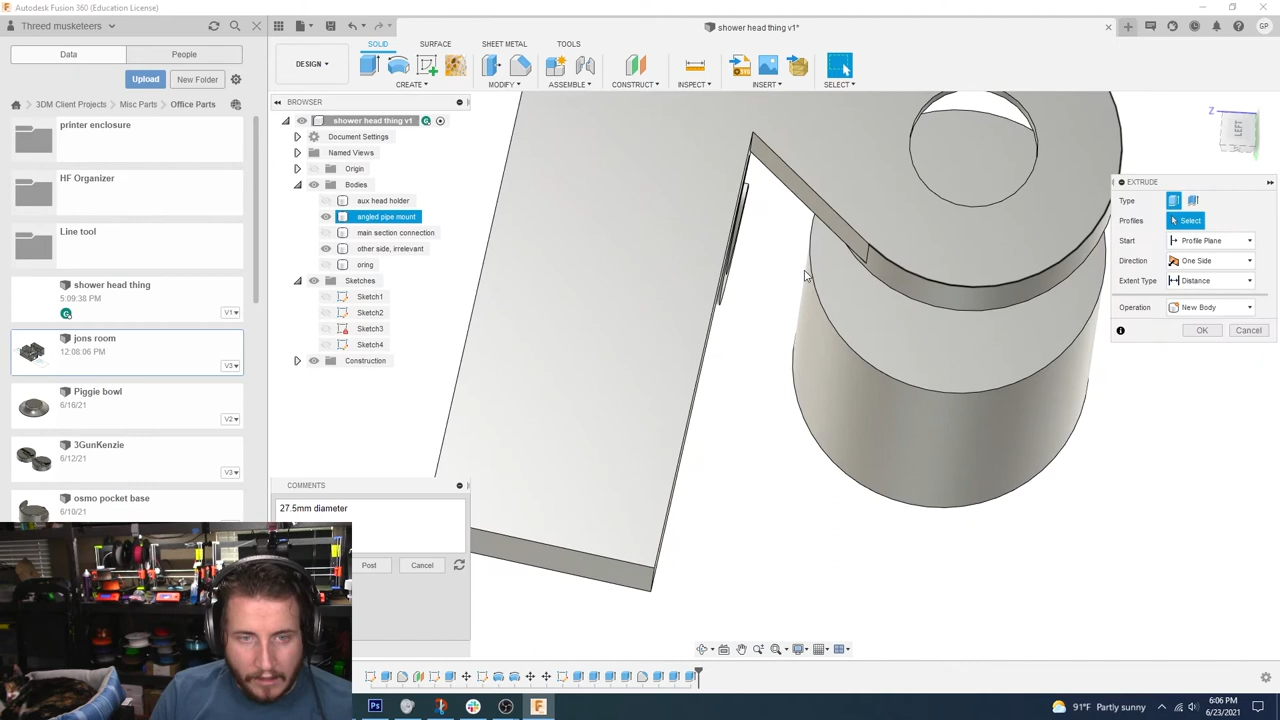 Autodesk Fusion 360 (Education License)
Threed musketeers
shower head thing v1*
GP
Data
People
Upload
New Folder
3DM Client Projects
Misc Parts
Office Parts
printer enclosure
HF Organizer
Line tool
shower head thing
5:09:38 PM
V1
jons room
12:08:06 PM
V3
Piggie bowl
6/16/21
V2
3GunKenzie
6/12/21
V3
osmo pocket base
6/10/21
DESIGN
SOLID
SURFACE
SHEET METAL
TOOLS
CREATE
MODIFY
ASSEMBLE
CONSTRUCT
INSPECT
INSERT
SELECT
BROWSER
shower head thing v1
Document Settings
Named Views
Origin
Bodies
aux head holder
angled pipe mount
main section connection
other side, irrelevant
oring
Sketches
Sketch1
Sketch2
Sketch3
Sketch4
Construction
COMMENTS
27.5mm diameter
Post
Cancel
Z
LEFT
EXTRUDE
Type
Profiles
Select
Start
Profile Plane
Direction
One Side
Extent Type
Distance
Operation
New Body
OK
Cancel
91°F Partly sunny
6:06 PM
6/23/2021